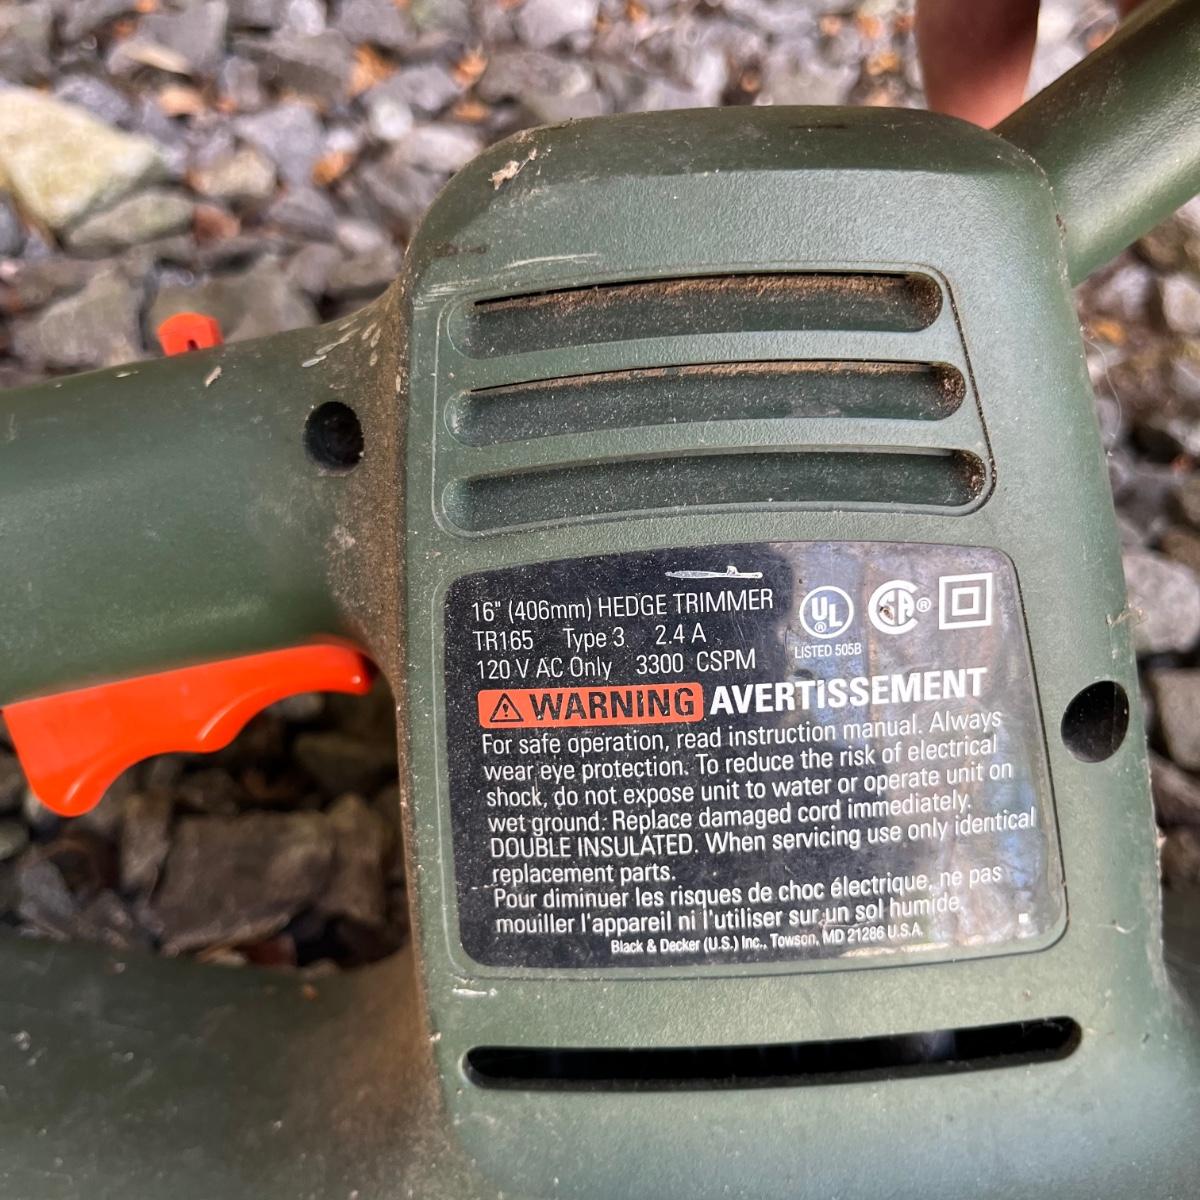 16" (406mm) HEDGE TRIMMER
TR165 Type 3 2.4 A
120 V AC Only 3300 CSPM
UL ®
LISTED 505B
SA ®
WARNING AVERTISSEMENT
For safe operation, read instruction manual. Always
wear eye protection. To reduce the risk of electrical
shock, do not expose unit to water or operate unit on
wet ground. Replace damaged cord immediately.
DOUBLE INSULATED. When servicing use only identical
replacement parts.
Pour diminuer les risques de choc électrique, ne pas
mouiller l'appareil ni l'utiliser sur un sol humide.
Black & Decker (U.S.) Inc., Towson, MD 21286 U.S.A.